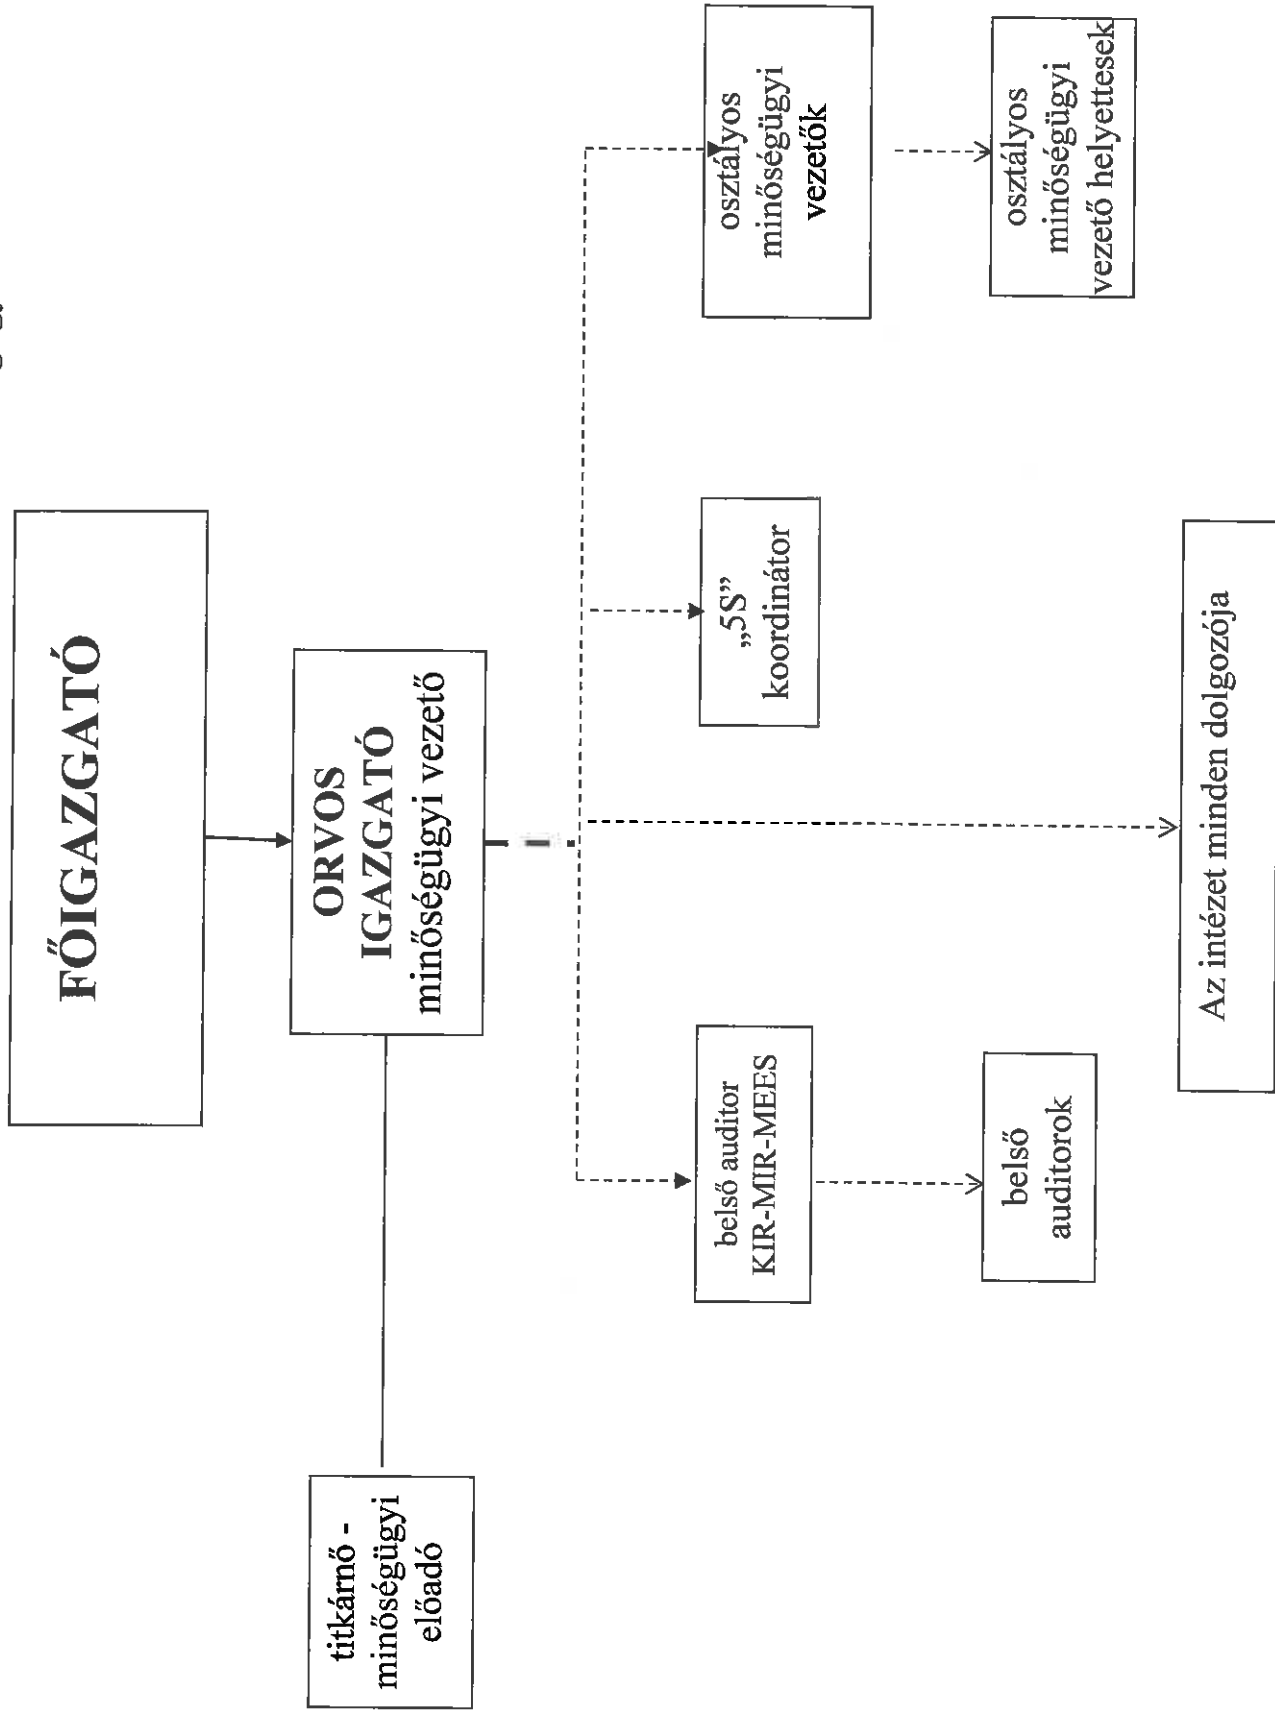 FŐIGAZGATÓ
ORVOS
IGAZGATÓ
minőségügyi vezető
titkárnő -
minőségügyi
előadó
belső auditor
KIR-MIR-MEES
„5S”
koordinátor
osztályos
minőségügyi
vezetők
belső
auditorok
osztályos
minőségügyi
vezető helyettesek
Az intézet minden dolgozója